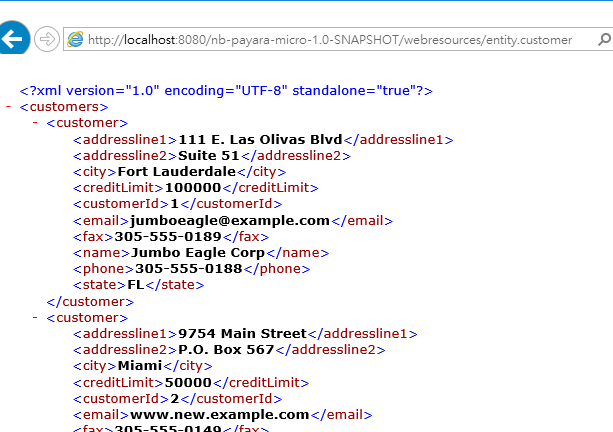 http://localhost:8080/nb-payara-micro-1.0-SNAPSHOT/webresources/entity.customer
<?xml version="1.0" encoding="UTF-8" standalone="true"?>
- <customers>
- <customer>
<addressline1>111 E. Las Olivas Blvd</addressline1>
<addressline2>Suite 51</addressline2>
<city>Fort Lauderdale</city>
<creditLimit>100000</creditLimit>
<customerId>1</customerId>
<email>jumboeagle@example.com</email>
<fax>305-555-0189</fax>
<name>Jumbo Eagle Corp</name>
<phone>305-555-0188</phone>
<state>FL</state>
</customer>
- <customer>
<addressline1>9754 Main Street</addressline1>
<addressline2>P.O. Box 567</addressline2>
<city>Miami</city>
<creditLimit>50000</creditLimit>
<customerId>2</customerId>
<email>www.new.example.com</email>
<fax>305-555-0149</fax>